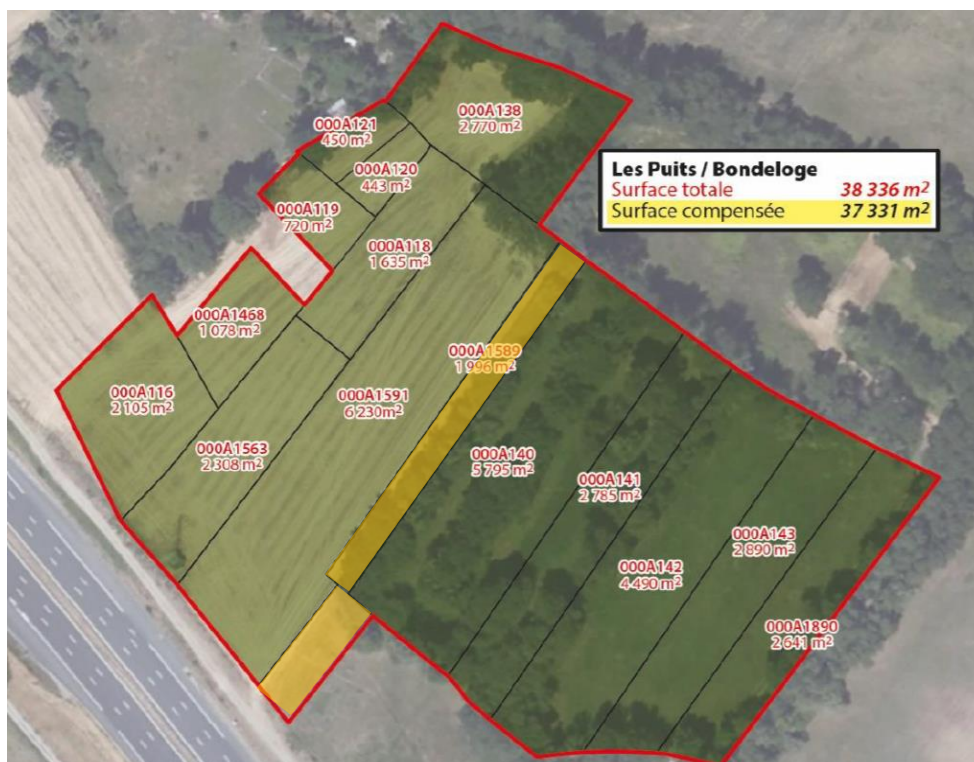 000A138
2 770 m²
000A121
450 m²
000A120
443 m²
Les Puits / Bondeloge
Surface totale 38 336 m²
Surface compensée 37 331 m²
000A119
720 m²
000A118
1 635 m²
000A1468
1 078 m²
000A1589
1 996 m²
000A116
2 105 m²
000A1591
6 230m²
000A1563
2 308 m²
000A140
5 795 m²
000A141
2 785 m²
000A143
2 890 m²
000A142
4 490 m²
000A1890
2 641 m²